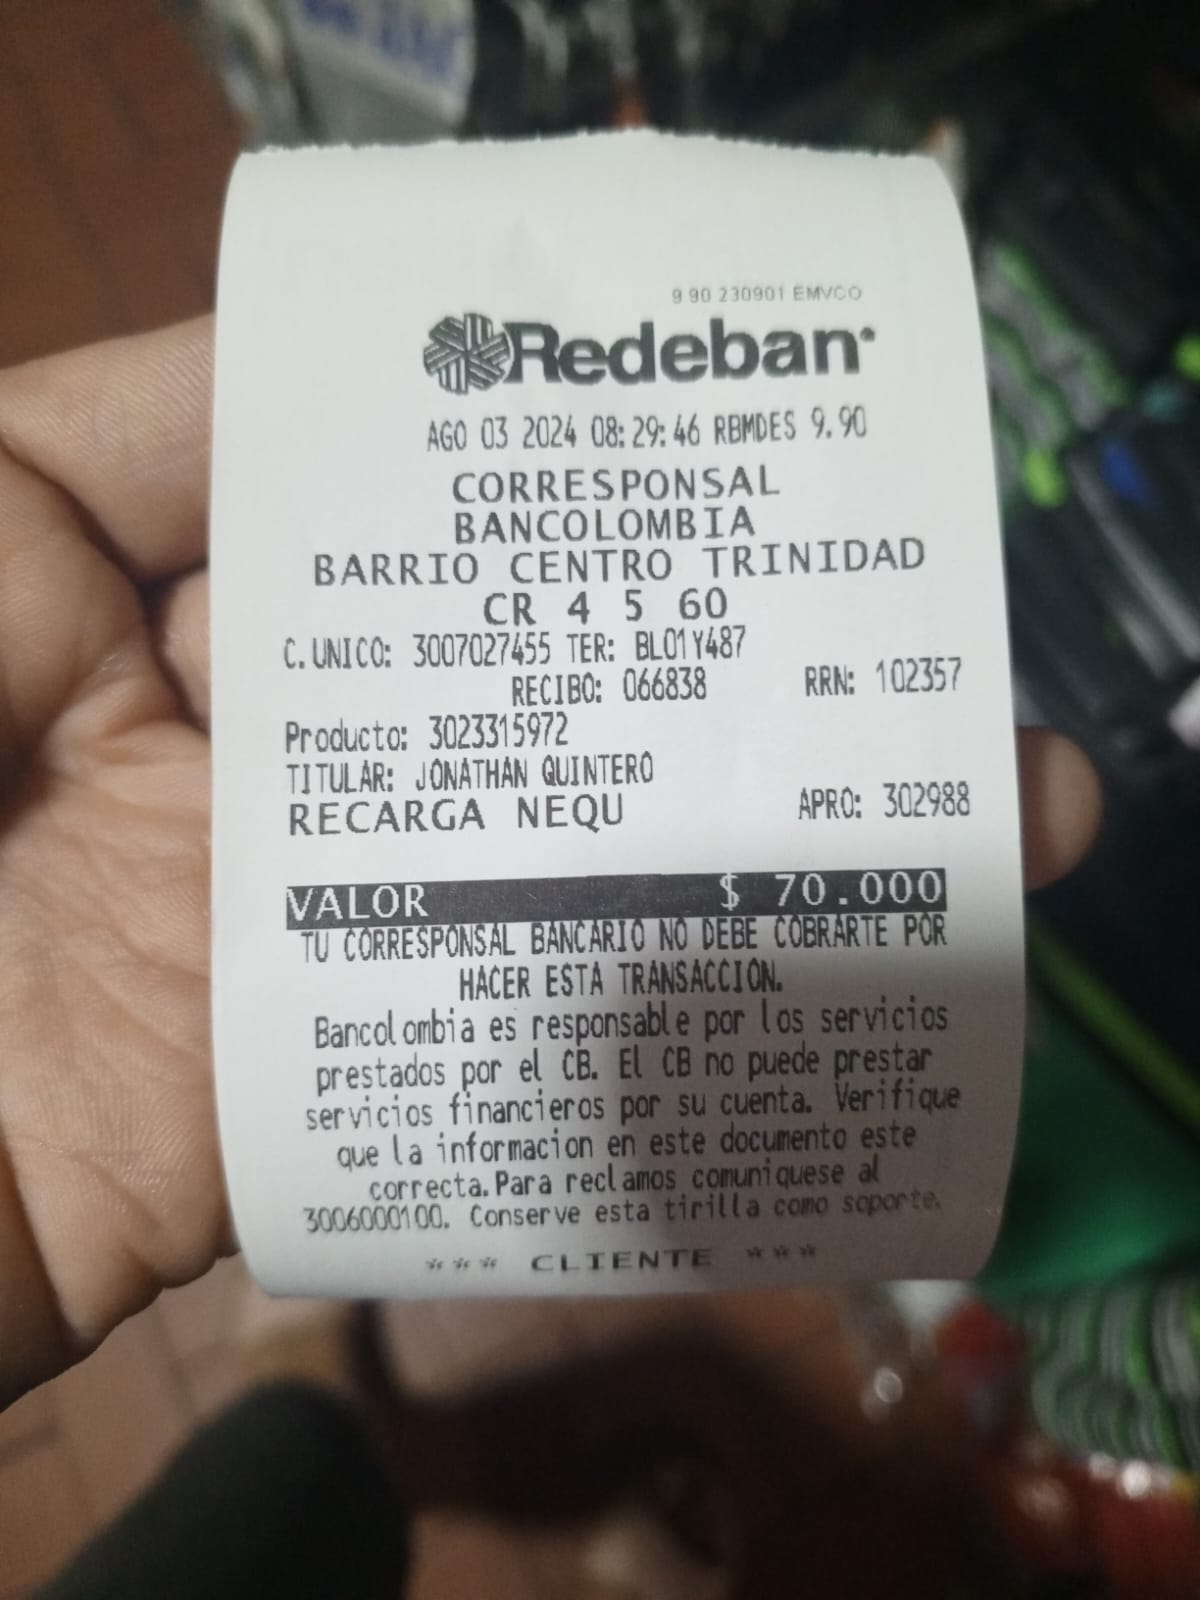 9 90 230901 EMVCO
Redeban
AGO 03 2024 08:29:46 RBMDES 9.90
CORRESPONSAL
BANCOLOMBIA
BARRIO CENTRO TRINIDAD
CR 4 5 60
C. UNICO: 3007027455 TER: BL01Y487
RECIBO: 066838 RRN: 102357
Producto: 3023315972
TITULAR: JONATHAN QUINTERO
RECARGA NEQU APRO: 302988
VALOR $ 70.000
TU CORRESPONSAL BANCARIO NO DEBE COBRARTE POR
HACER ESTA TRANSACCION.
Bancolombia es responsable por los servicios
prestados por el CB. El CB no puede prestar
servicios financieros por su cuenta. Verifique
que la informacion en este documento este
correcta. Para reclamos comuniquese al
3006000100. Conserve esta tirilla como soporte.
*** CLIENTE ***